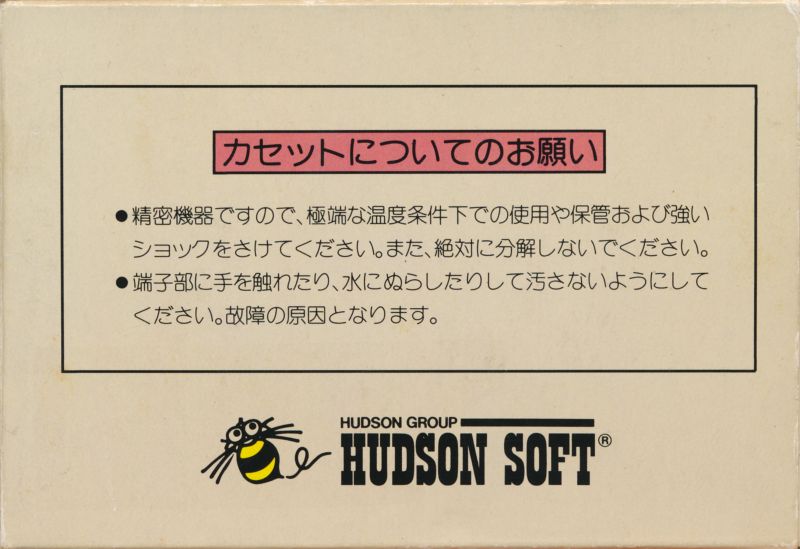 カセットについてのお願い
●精密機器ですので、極端な温度条件下での使用や保管および強い
ショックをさけてください。また、絶対に分解しないでください。
●端子部に手を触れたり、水にぬらしたりして汚さないようにして
ください。故障の原因となります。
HUDSON GROUP
HUDSON SOFT®